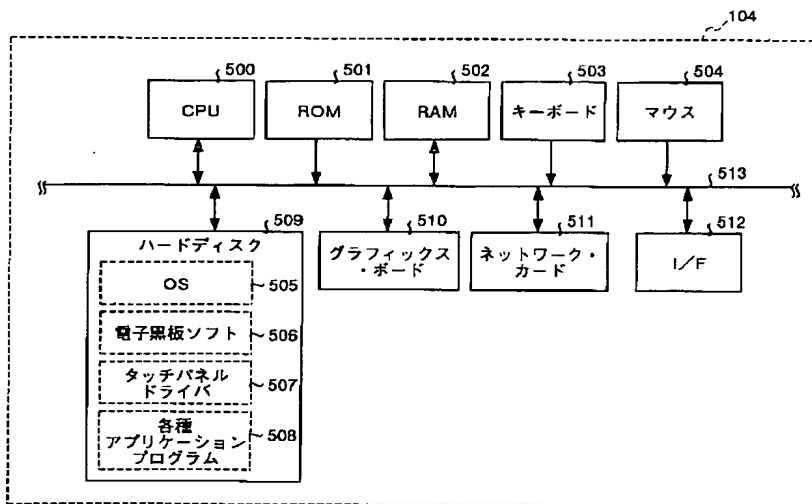 104
500
501
502
503
504
CPU
ROM
RAM
キーボード
マウス
513
509
510
511
512
ハードディスク
グラフィックス
・ボード
ネットワーク・
カード
I/F
OS
505
電子黒板ソフト
506
タッチパネル
ドライバ
507
各種
アプリケーション
プログラム
508